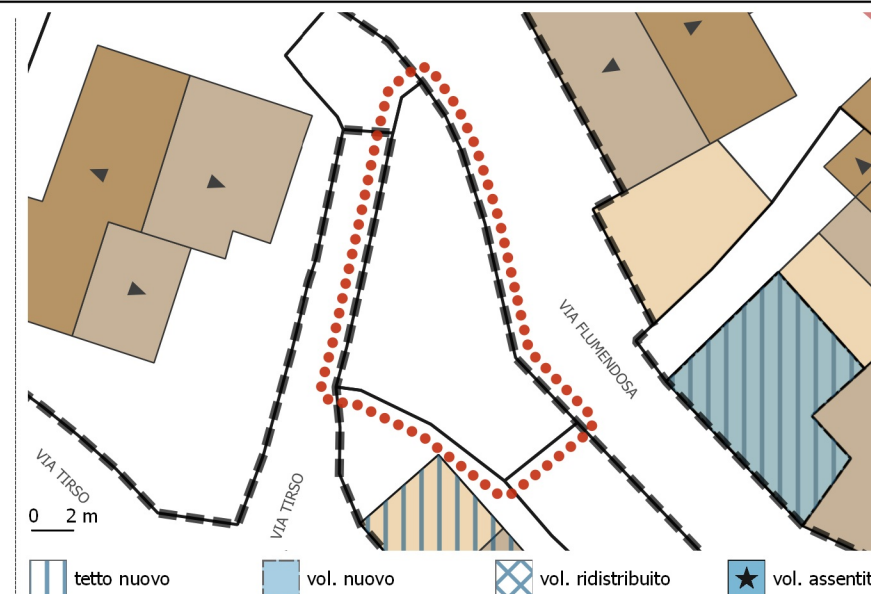 VIA FLUMENDOSA
VIA TIRSO
VIA TIRSO
0 2 m
tetto nuovo
vol. nuovo
vol. ridistribuito
vol. assentit